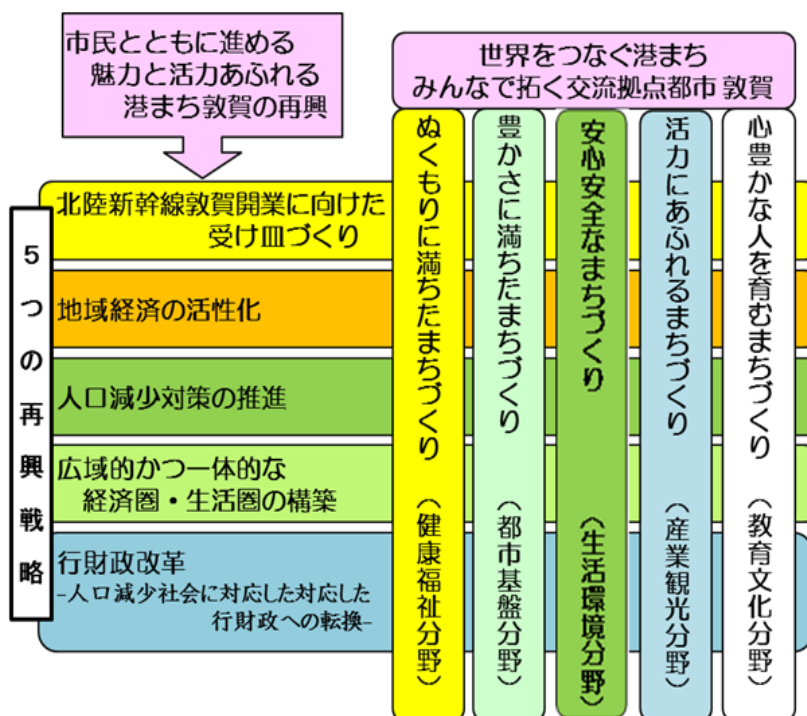 市民とともに進める
魅力と活力あふれる
港まち敦賀の再興
世界をつなぐ港まち
みんなで拓く交流拠点都市 敦賀
5つの再興戦略
北陸新幹線敦賀開業に向けた
受け皿づくり
地域経済の活性化
人口減少対策の推進
広域的かつ一体的な
経済圏・生活圏の構築
行財政改革
-人口減少社会に対応した対応した
行財政への転換-
ぬくもりに満ちたまちづくり（健康福祉分野）
豊かさに満ちたまちづくり（都市基盤分野）
安心安全なまちづくり（生活環境分野）
活力にあふれるまちづくり（産業観光分野）
心豊かな人を育むまちづくり（教育文化分野）